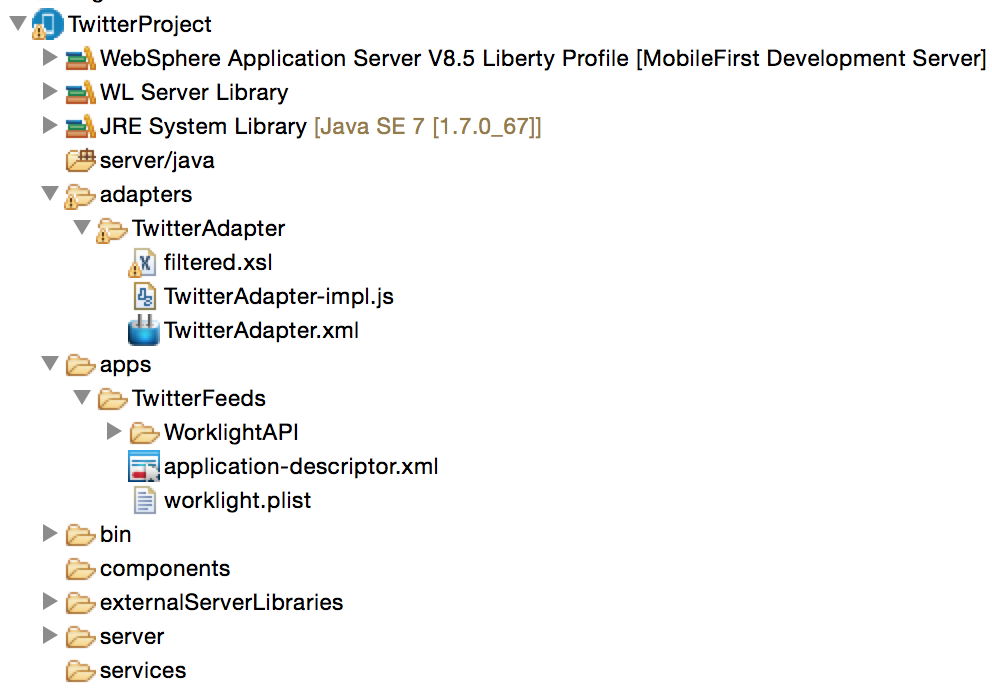 TwitterProject
WebSphere Application Server V8.5 Liberty Profile [MobileFirst Development Server]
WL Server Library
JRE System Library [Java SE 7 [1.7.0_67]]
server/java
adapters
TwitterAdapter
filtered.xsl
TwitterAdapter-impl.js
TwitterAdapter.xml
apps
TwitterFeeds
WorklightAPI
application-descriptor.xml
worklight.plist
bin
components
externalServerLibraries
server
services